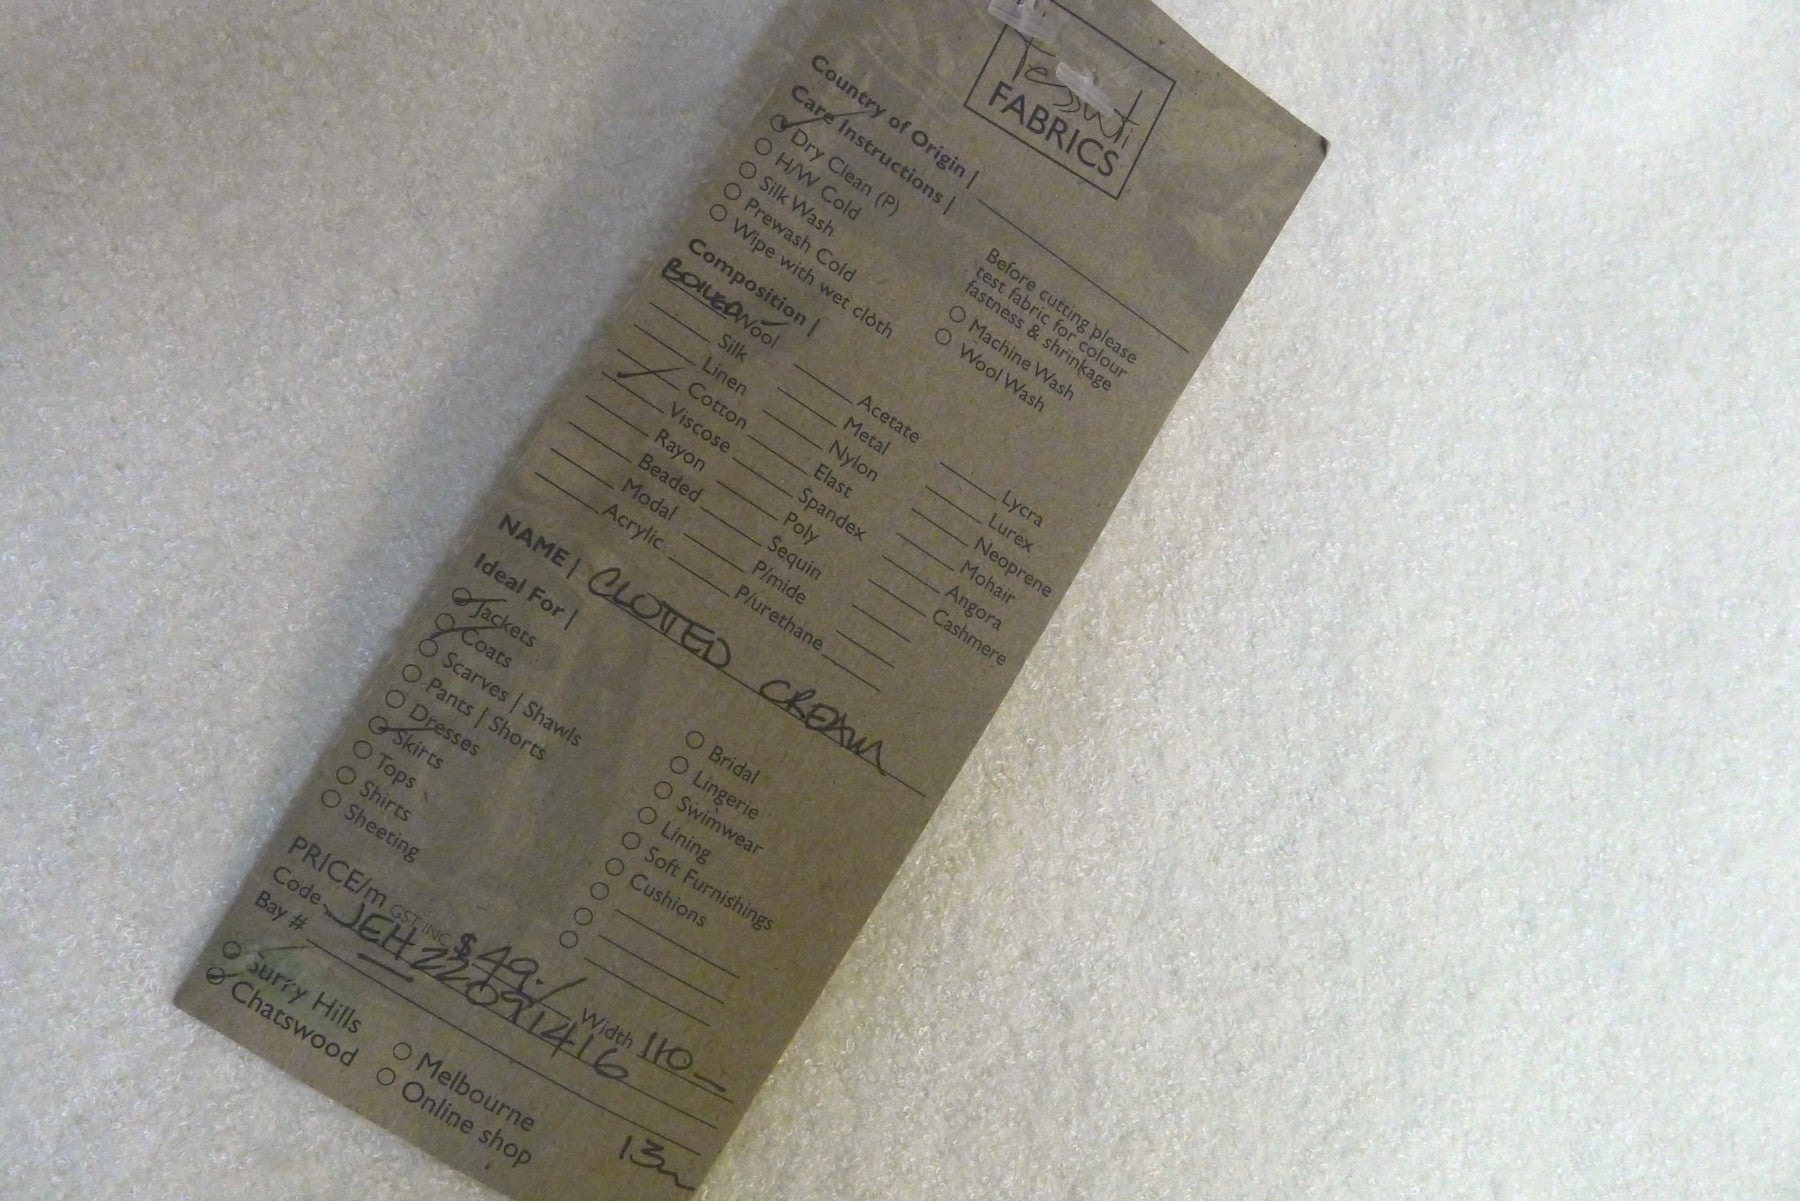 Tessuti
FABRICS
Country of Origin |
Care Instructions |
Dry Clean (P)
H/W Cold
Silk Wash
Prewash Cold
Wipe with wet cloth
Before cutting please
test fabric for colour
fastness & shrinkage
Machine Wash
Wool Wash
Composition |
BOILED Wool
Silk
Linen
Cotton
Viscose
Rayon
Beaded
Modal
Acrylic
Acetate
Metal
Nylon
Elast
Spandex
Poly
Sequin
P/mide
P/urethane
Lycra
Lurex
Neoprene
Mohair
Angora
Cashmere
NAME | CLOTTED CREAM
Ideal For |
Jackets
Coats
Scarves | Shawls
Pants | Shorts
Dresses
Skirts
Tops
Shirts
Sheeting
Bridal
Lingerie
Swimwear
Lining
Soft Furnishings
Cushions
PRICE/m GST INC $49.- Width 110
Code JEH22091416
Bay #
Surry Hills
Chatswood
Melbourne
Online shop
13m